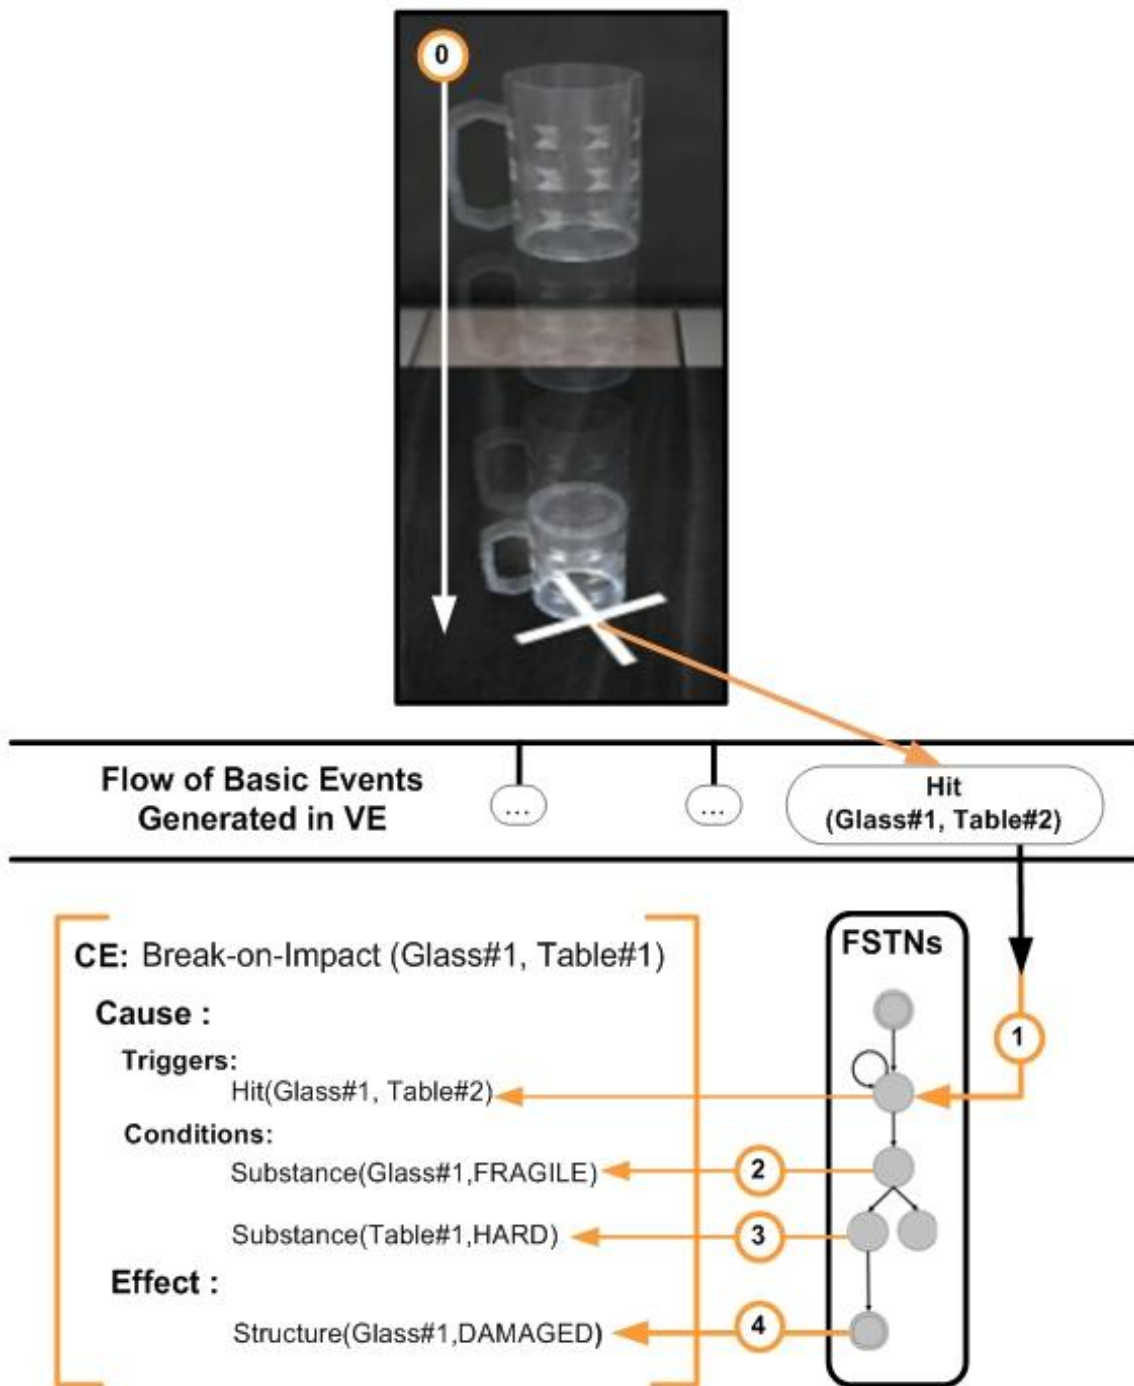 0
Flow of Basic Events
Generated in VE
...
...
Hit
(Glass#1, Table#2)
CE: Break-on-Impact (Glass#1, Table#1)
FSTNs
Cause :
1
Triggers:
Hit(Glass#1, Table#2)
Conditions:
Substance(Glass#1,FRAGILE)
2
Substance(Table#1,HARD)
3
Effect :
Structure(Glass#1,DAMAGED)
4